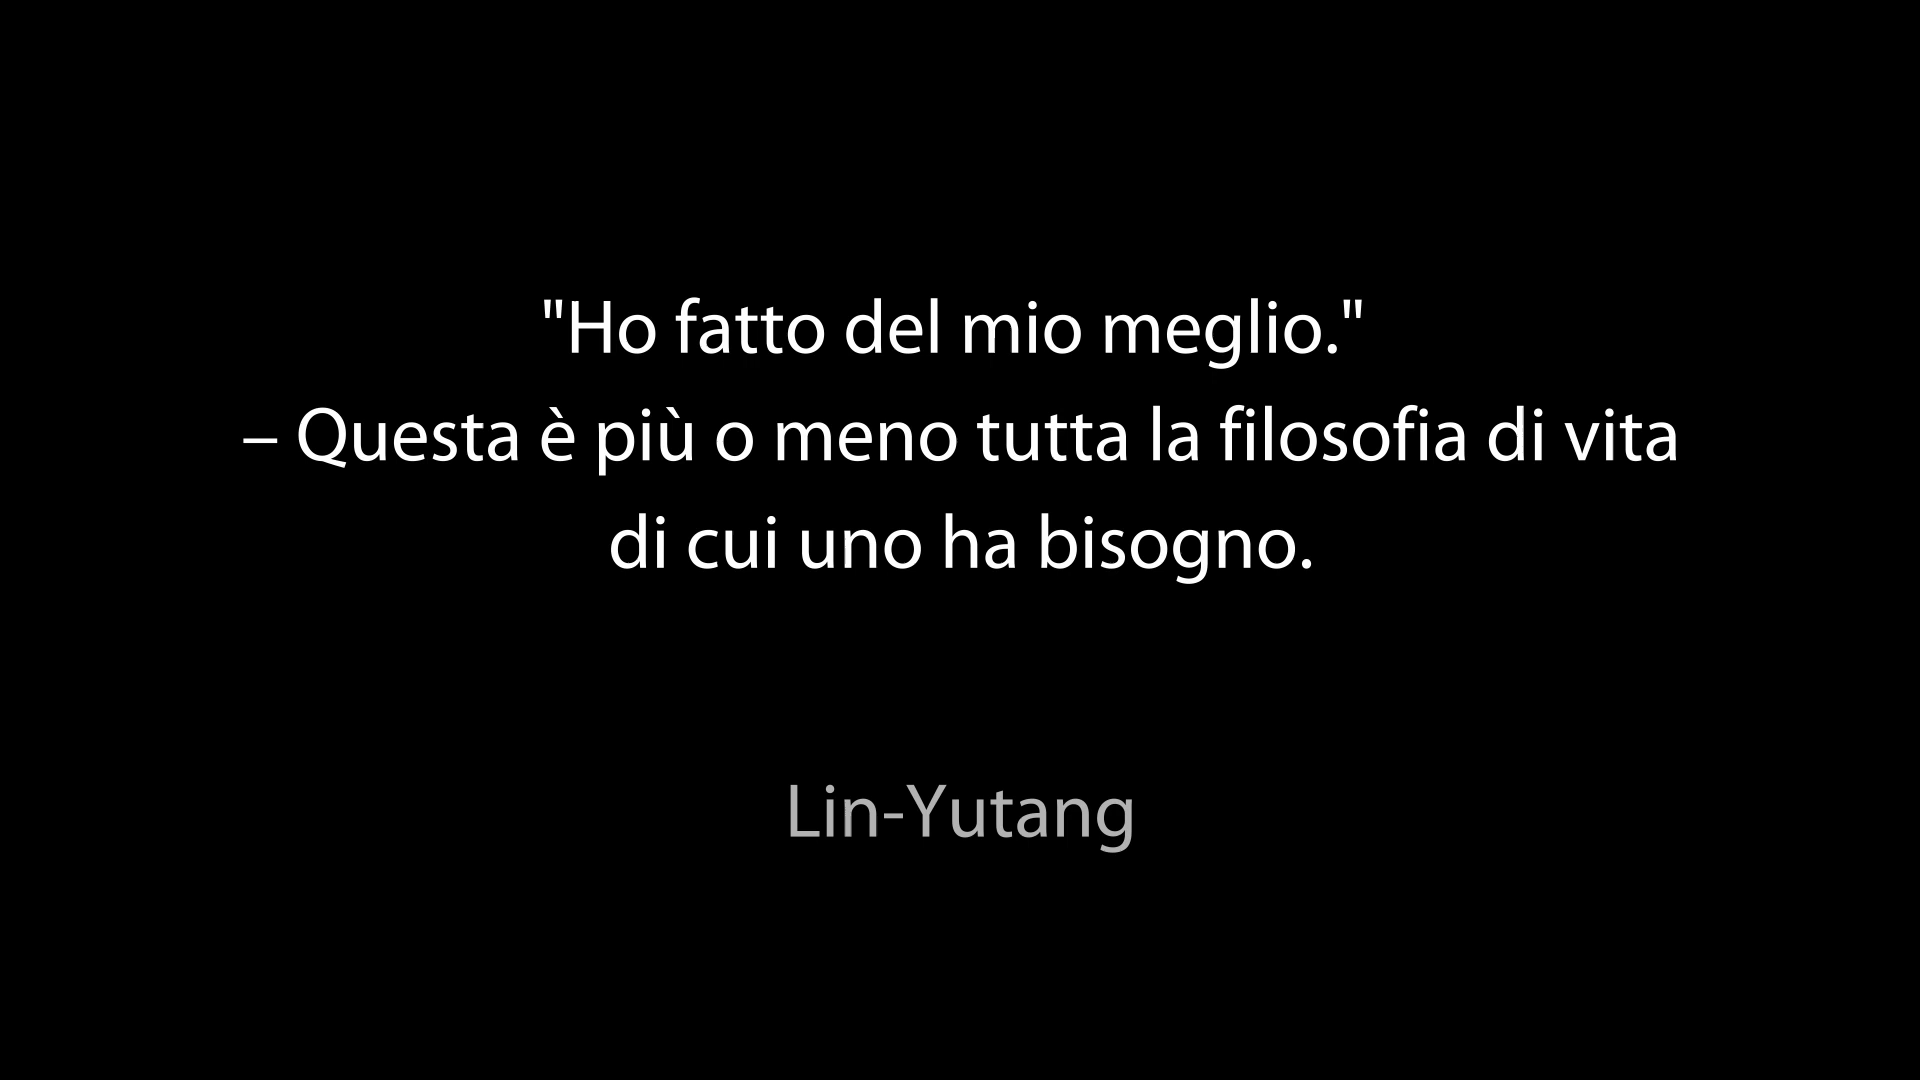 "Ho fatto del mio meglio."
– Questa è più o meno tutta la filosofia di vita
di cui uno ha bisogno.
Lin-Yutang